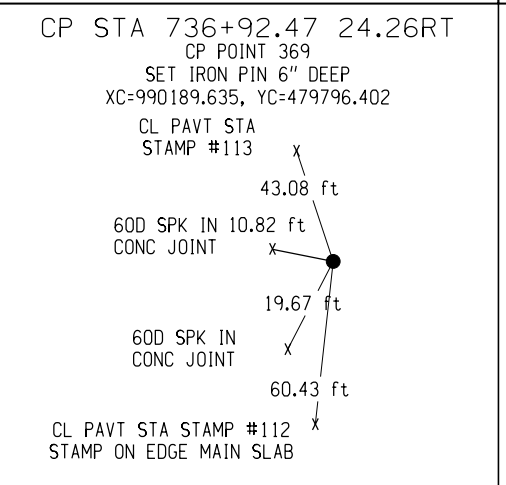 CP STA 736+92.47 24.26RT
CP POINT 369
SET IRON PIN 6" DEEP
XC=990189.635, YC=479796.402
CL PAVT STA
STAMP #113
X
43.08 ft
60D SPK IN 10.82 ft
CONC JOINT
X
19.67 ft
60D SPK IN
CONC JOINT
X
60.43 ft
CL PAVT STA STAMP #112
X
STAMP ON EDGE MAIN SLAB